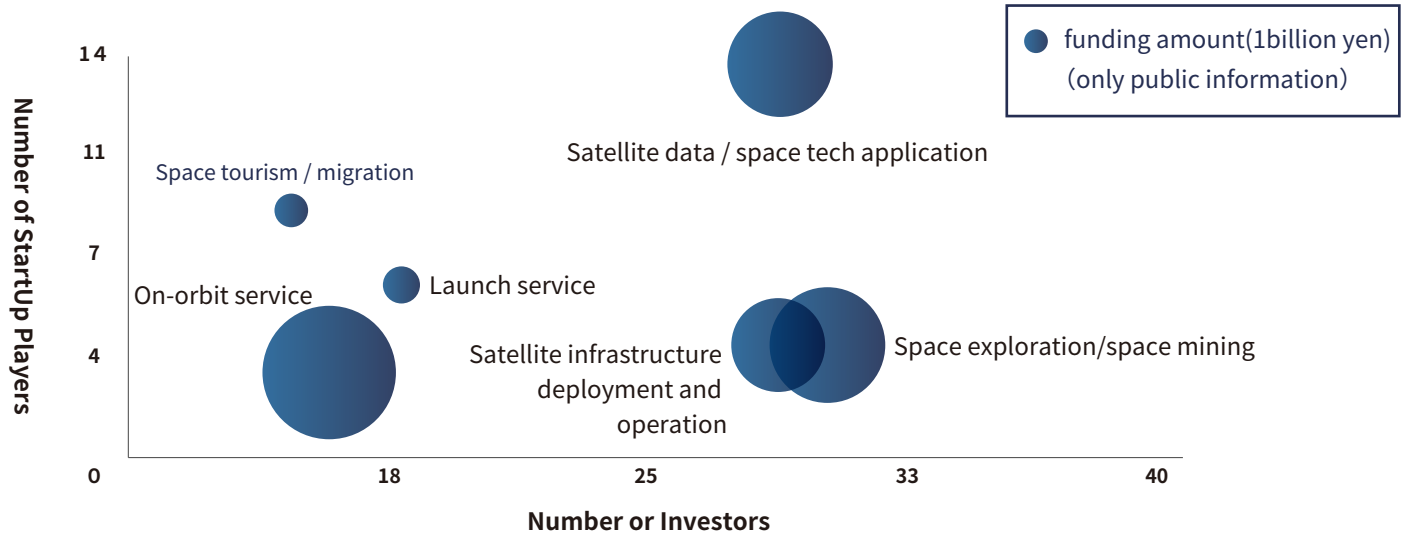 funding amount(1billion yen)
（only public information）
Number of StartUp Players
14
11
7
4
0
Satellite data / space tech application
Space tourism / migration
Launch service
On-orbit service
Satellite infrastructure
deployment and
operation
Space exploration/space mining
18
25
33
40
Number or Investors